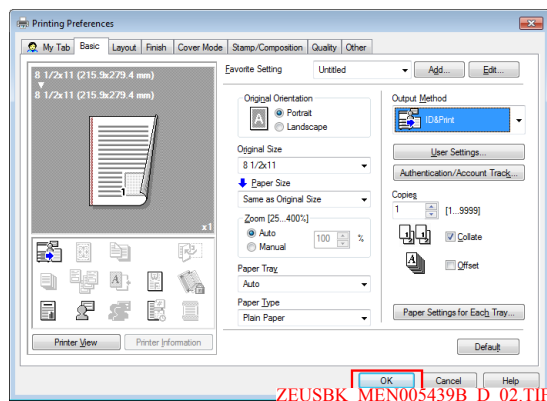 Printing Preferences
My Tab Basic Layout Finish Cover Mode Stamp/Composition Quality Other
8 1/2x11 (215.9x279.4 mm)
8 1/2x11 (215.9x279.4 mm)
1
x1
Printer View Printer Information
Favorite Setting Untitled Add... Edit...
Original Orientation
A Portrait
Landscape
Original Size
8 1/2x11
Paper Size
Same as Original Size
Zoom [25...400%]
Auto
Manual
100 %
Paper Tray
Auto
Paper Type
Plain Paper
Output Method
ID&Print
User Settings...
Authentication/Account Track...
Copies
1 [1...9999]
Collate
Offset
Paper Settings for Each Tray...
Default
OK Cancel Help
ZEUSBK_MEN005439B_D_02.TIF